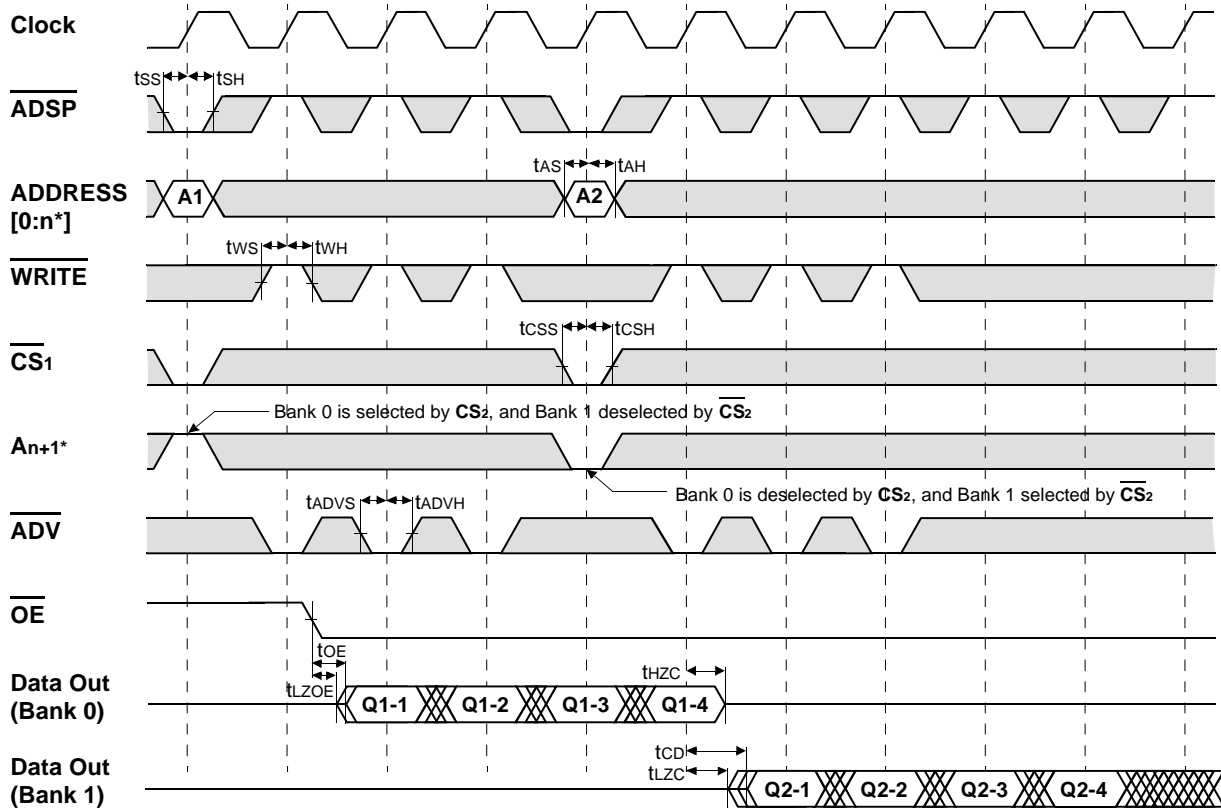 Clock
tSS tSH
ADSP
tAS tAH
ADDRESS
[0:n*]
A1 A2
tWS tWH
WRITE
tCSS tCSH
CS1
Bank 0 is selected by CS2, and Bank 1 deselected by CS2
An+1*
Bank 0 is deselected by CS2, and Bank 1 selected by CS2
tADVS tADVH
ADV
OE
tOE
tHZC
tLZOE
Data Out
(Bank 0)
Q1-1 Q1-2 Q1-3 Q1-4
tCD
tLZC
Data Out
(Bank 1)
Q2-1 Q2-2 Q2-3 Q2-4